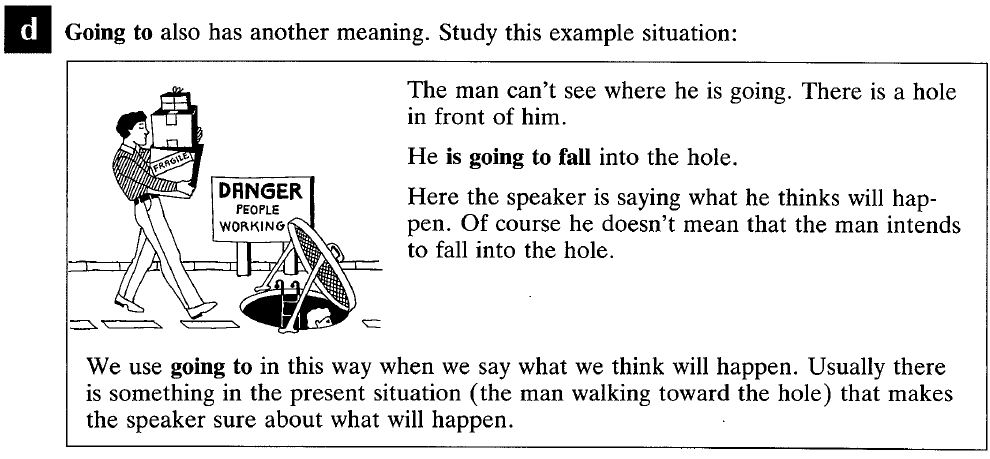 d Going to also has another meaning. Study this example situation:
The man can't see where he is going. There is a hole
in front of him.
He is going to fall into the hole.
Here the speaker is saying what he thinks will hap-
pen. Of course he doesn't mean that the man intends
to fall into the hole.
FRAGILE
DANGER
PEOPLE
WORKING
We use going to in this way when we say what we think will happen. Usually there
is something in the present situation (the man walking toward the hole) that makes
the speaker sure about what will happen.